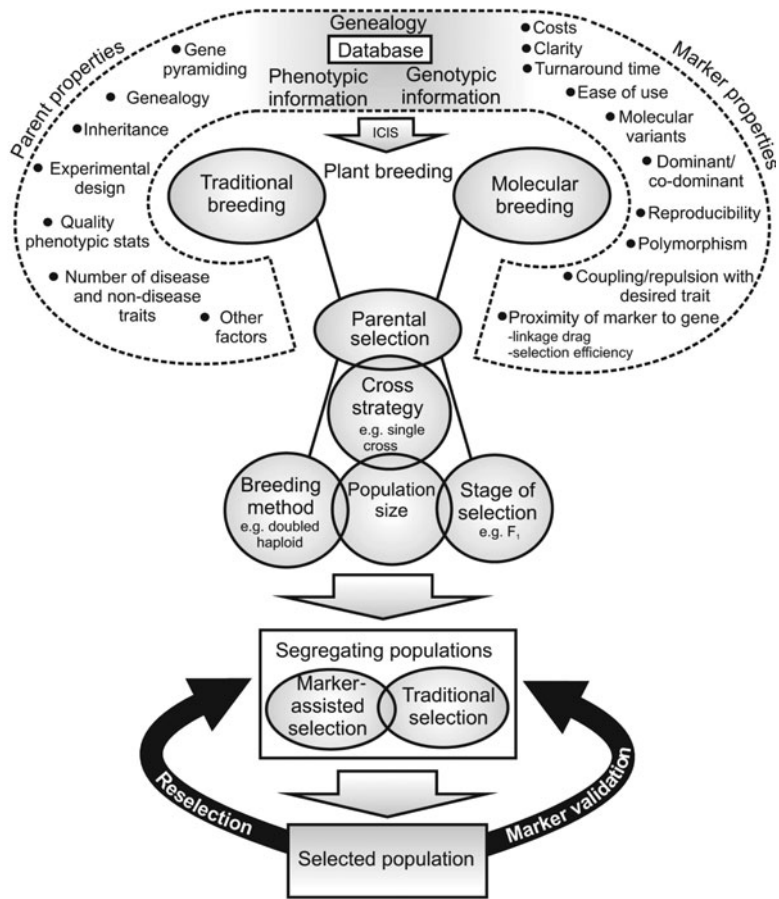 Genealogy
Database
Phenotypic
information
Genotypic
information
ICIS
Plant breeding
Parent properties
● Gene
pyramiding
● Genealogy
● Inheritance
● Experimental
design
● Quality
phenotypic stats
● Number of disease
and non-disease
traits
● Other
factors
Marker properties
● Costs
● Clarity
● Turnaround time
● Ease of use
● Molecular
variants
● Dominant/
co-dominant
● Reproducibility
● Polymorphism
● Coupling/repulsion with
desired trait
● Proximity of marker to gene
-linkage drag
-selection efficiency
Traditional
breeding
Molecular
breeding
Parental
selection
Cross
strategy
e.g. single
cross
Breeding
method
e.g. doubled
haploid
Population
size
Stage of
selection
e.g. F₁
Segregating populations
Marker-
assisted
selection
Traditional
selection
Reselection
Marker validation
Selected population